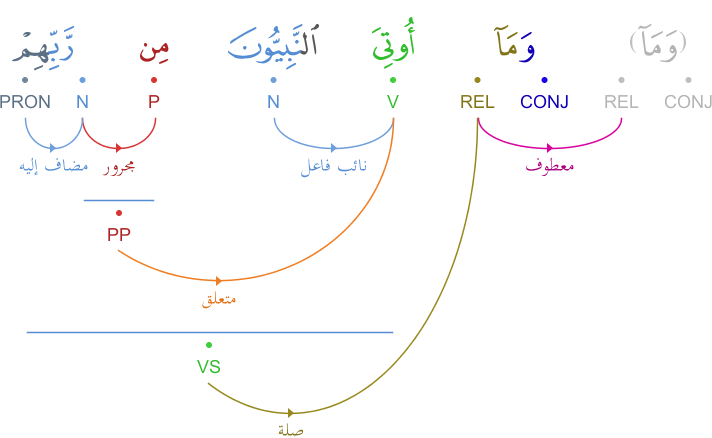 (وَمَآ) وَمَآ أُوتِىَ ٱلنَّبِيُّونَ مِن رَّبِّهِمْ
CONJ REL CONJ REL V N P N PRON
معطوف نائب فاعل مجرور مضاف إليه
PP
متعلق
VS
صلة